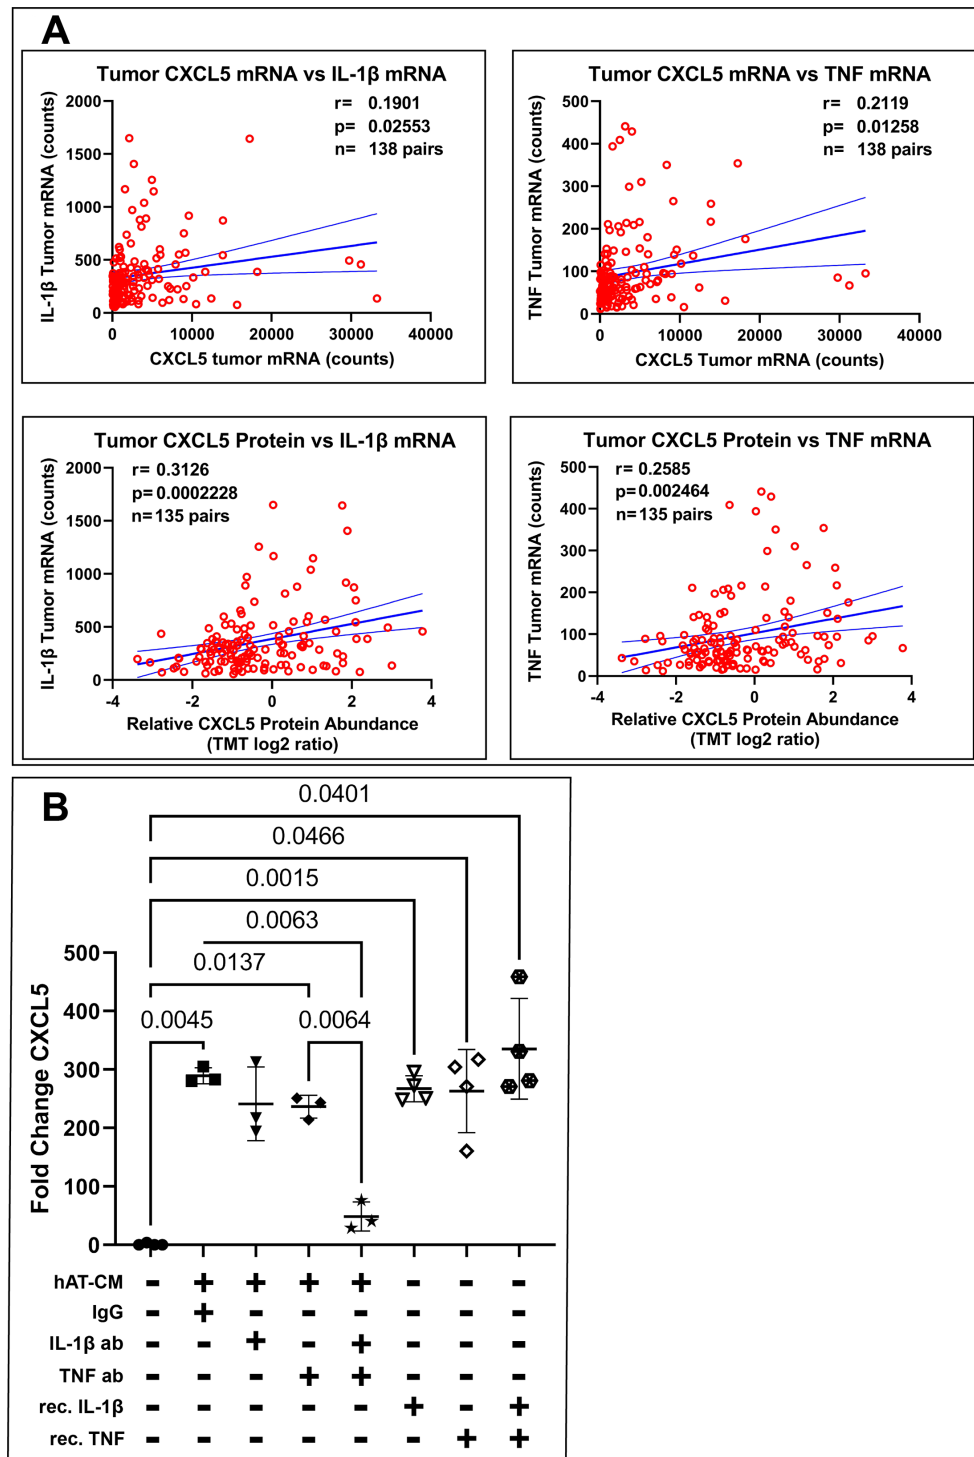 A
Tumor CXCL5 mRNA vs IL-1β mRNA
r= 0.1901
p= 0.02553
n= 138 pairs
IL-1β Tumor mRNA (counts)
2000
1500
1000
500
0
0 10000 20000 30000 40000
CXCL5 tumor mRNA (counts)
Tumor CXCL5 mRNA vs TNF mRNA
r= 0.2119
p= 0.01258
n= 138 pairs
TNF Tumor mRNA (counts)
500
400
300
200
100
0
0 10000 20000 30000 40000
CXCL5 Tumor mRNA (counts)
Tumor CXCL5 Protein vs IL-1β mRNA
r= 0.3126
p= 0.0002228
n= 135 pairs
IL-1β Tumor mRNA (counts)
2000
1500
1000
500
0
-4 -2 0 2 4
Relative CXCL5 Protein Abundance
(TMT log2 ratio)
Tumor CXCL5 Protein vs TNF mRNA
r= 0.2585
p= 0.002464
n= 135 pairs
TNF Tumor mRNA (counts)
500
400
300
200
100
0
-4 -2 0 2 4
Relative CXCL5 Protein Abundance
(TMT log2 ratio)
B
0.0401
0.0466
0.0015
0.0063
0.0137
0.0045 0.0064
Fold Change CXCL5
500
400
300
200
100
0
hAT-CM - + + + + - - -
IgG - + - - - - - -
IL-1β ab - - + - + - - -
TNF ab - - - + + - - -
rec. IL-1β - - - - - + - +
rec. TNF - - - - - - + +